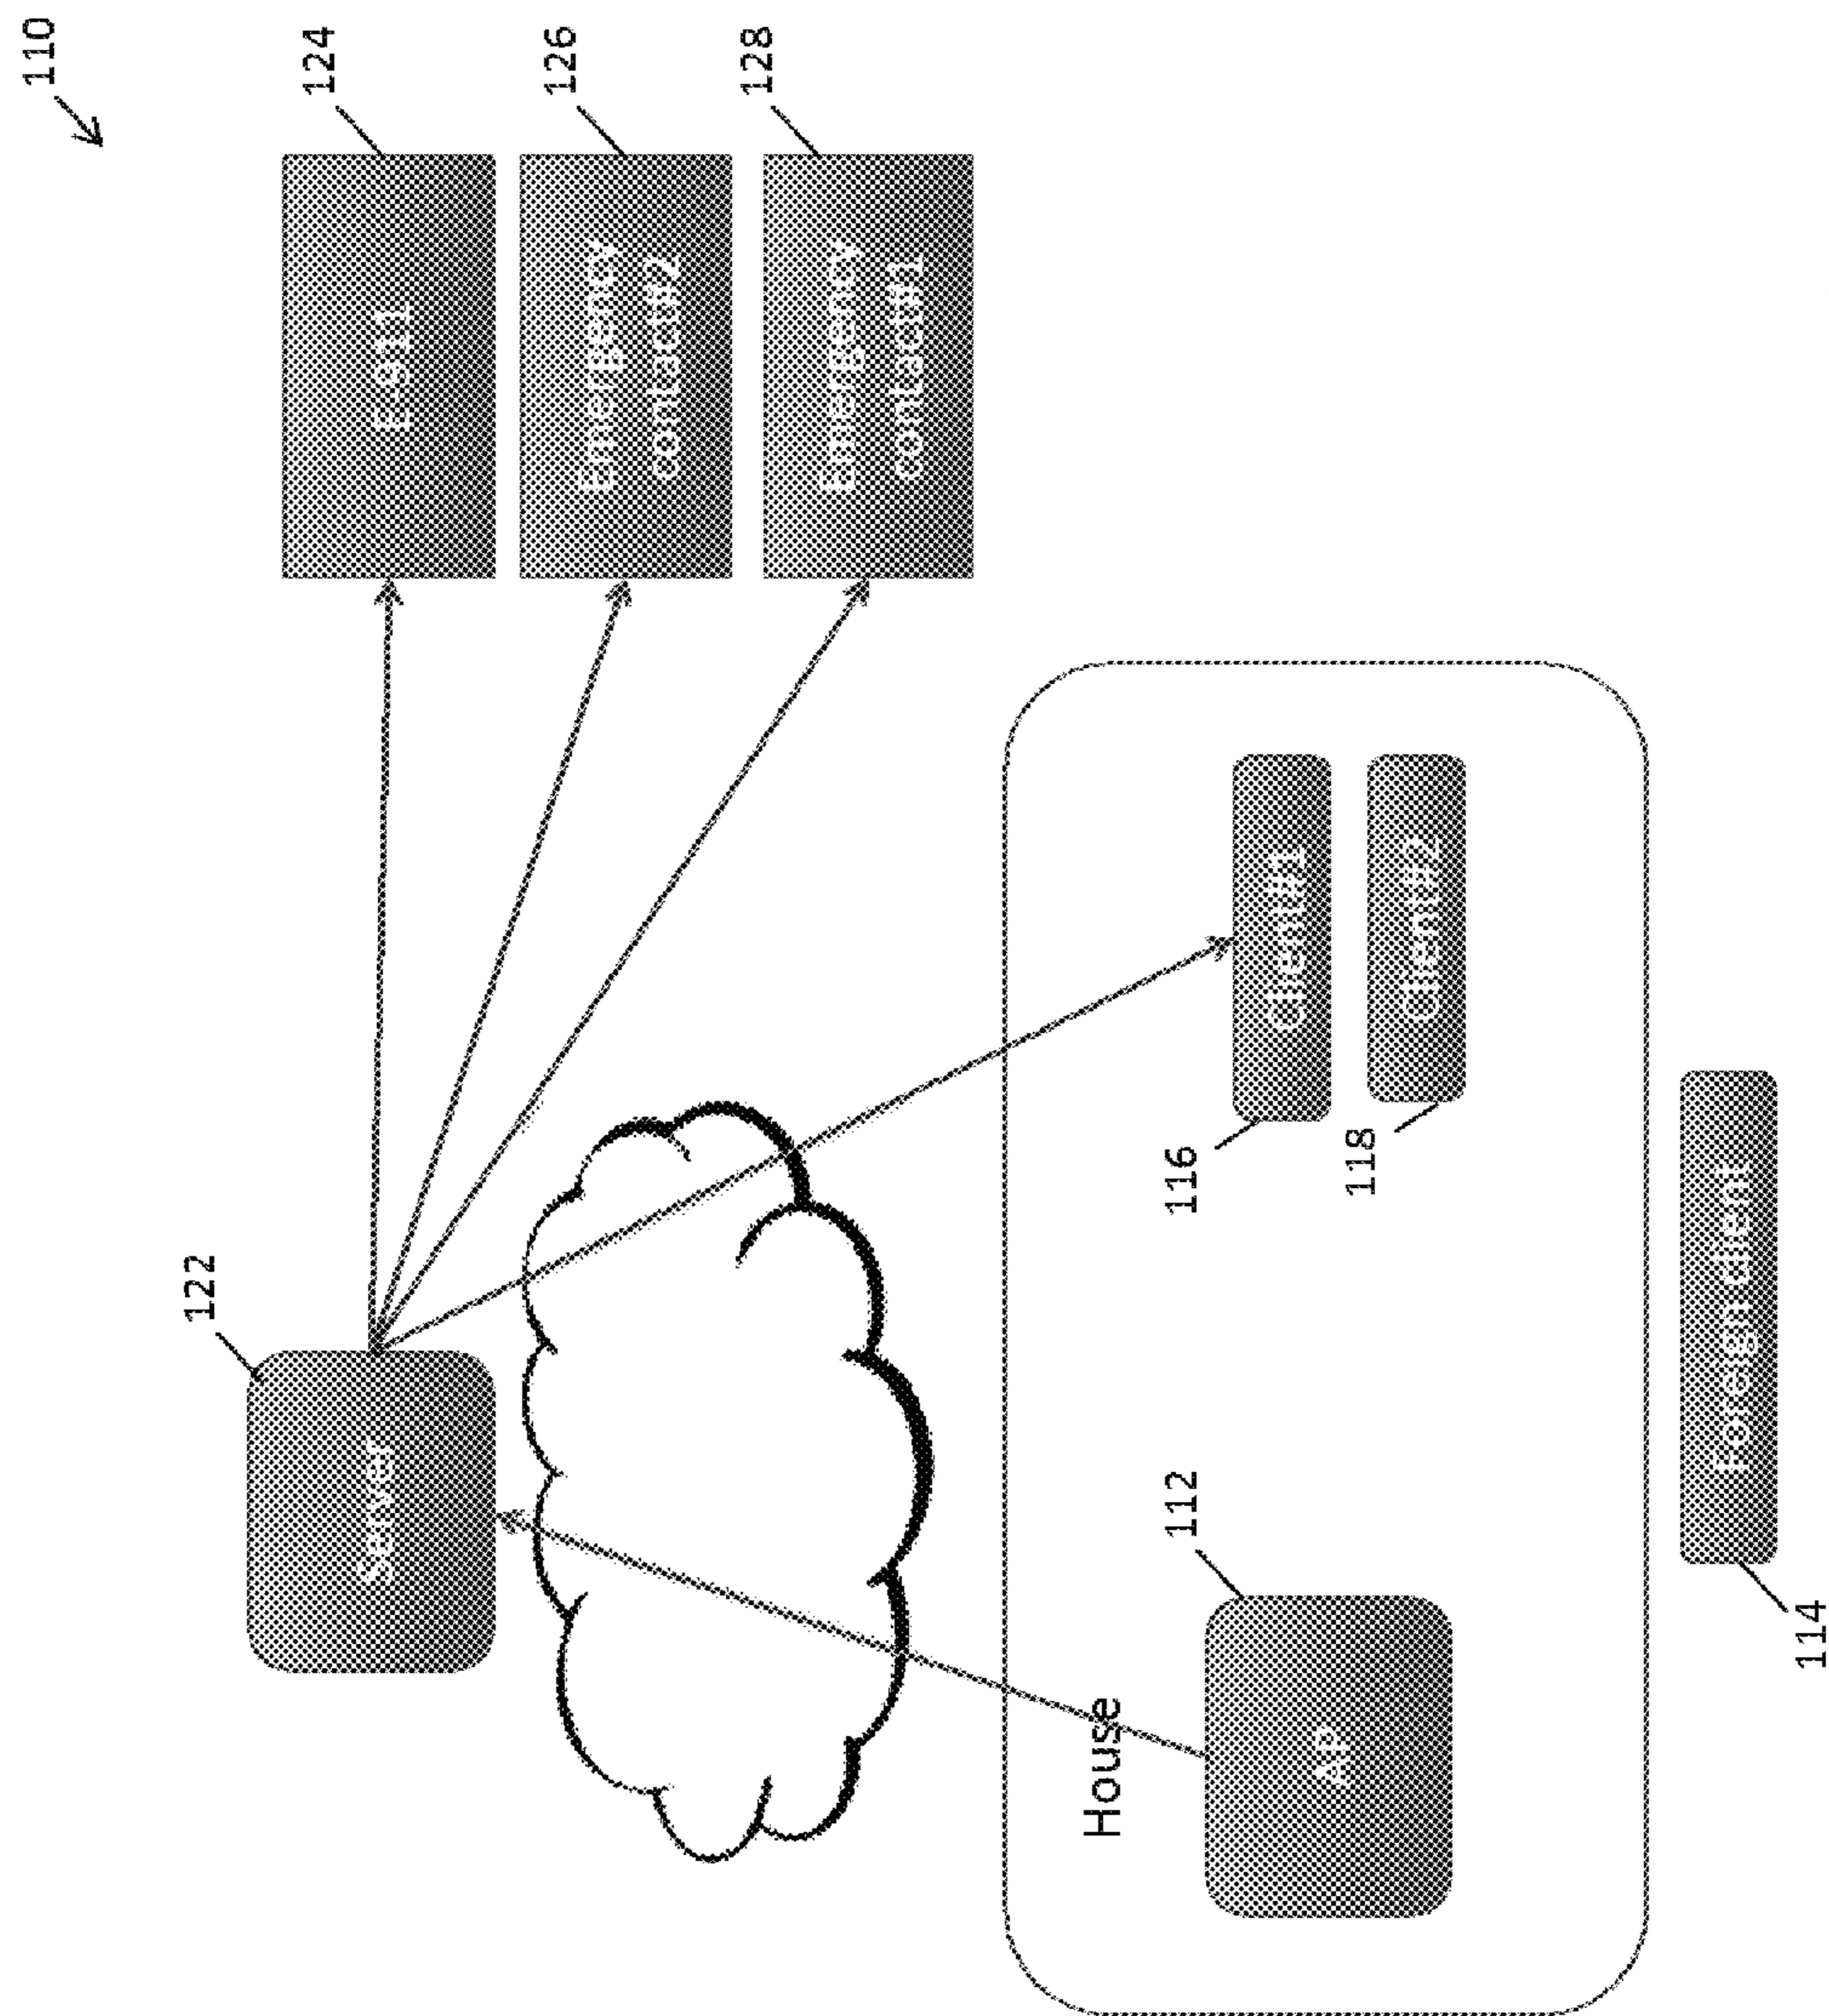 110
122
Server
E-911
124
Emergency
contact#2
126
Emergency
contact#1
128
House
AP
112
116
Client#1
118
Client#2
Foreign client
114